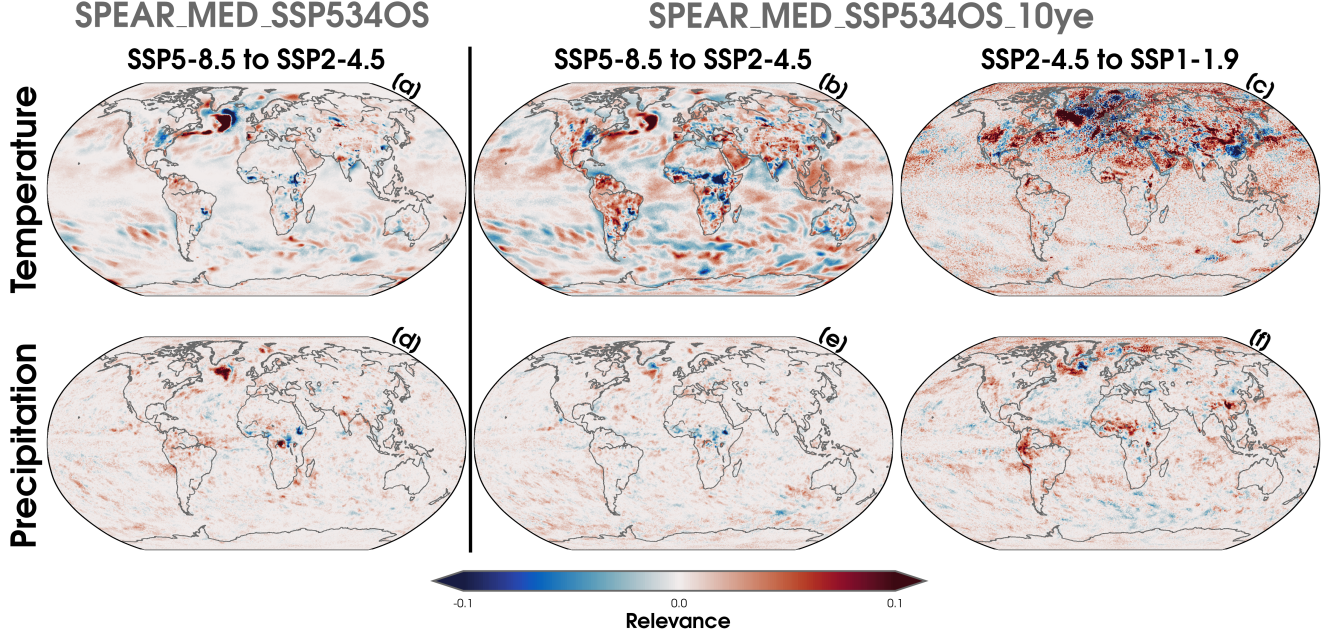 SPEAR_MED_SSP534OS
SPEAR_MED_SSP534OS_10ye
SSP5-8.5 to SSP2-4.5
SSP5-8.5 to SSP2-4.5
SSP2-4.5 to SSP1-1.9
Temperature
(a)
(b)
(c)
Precipitation
(d)
(e)
(f)
-0.1
0.0
0.1
Relevance